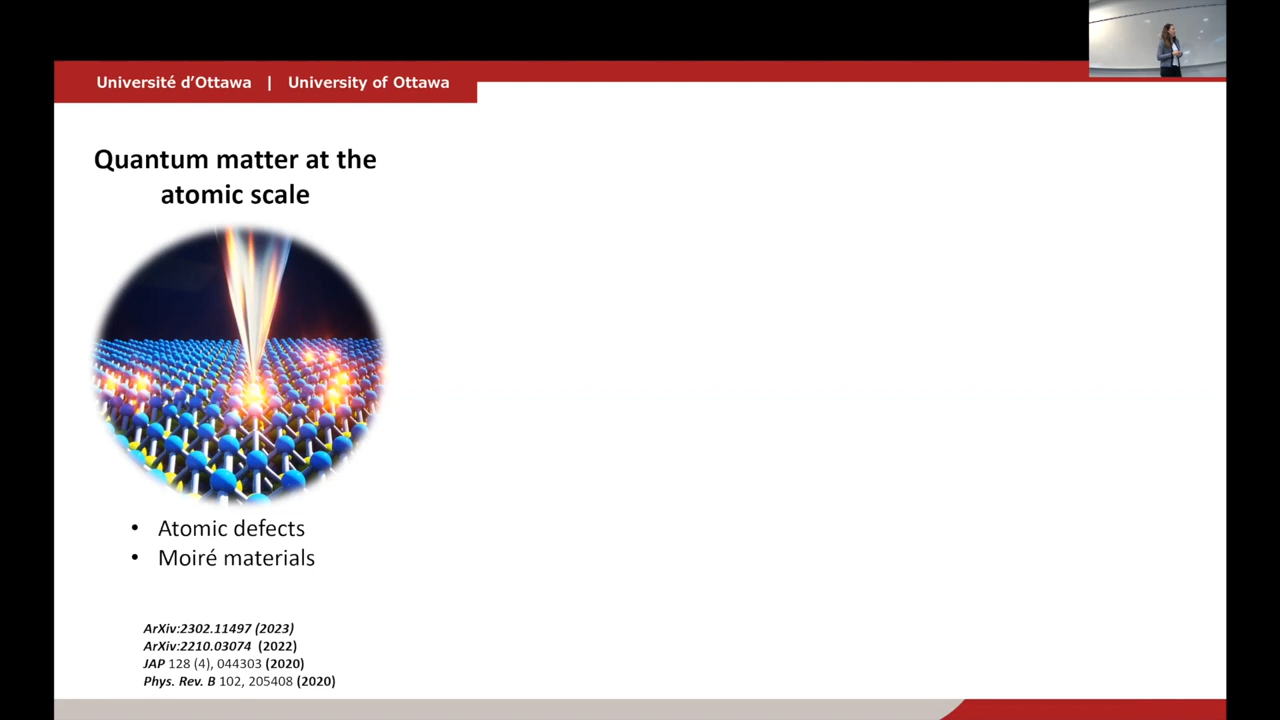 Université d'Ottawa | University of Ottawa
Quantum matter at the
atomic scale
• Atomic defects
• Moiré materials
ArXiv:2302.11497 (2023)
ArXiv:2210.03074 (2022)
JAP 128 (4), 044303 (2020)
Phys. Rev. B 102, 205408 (2020)